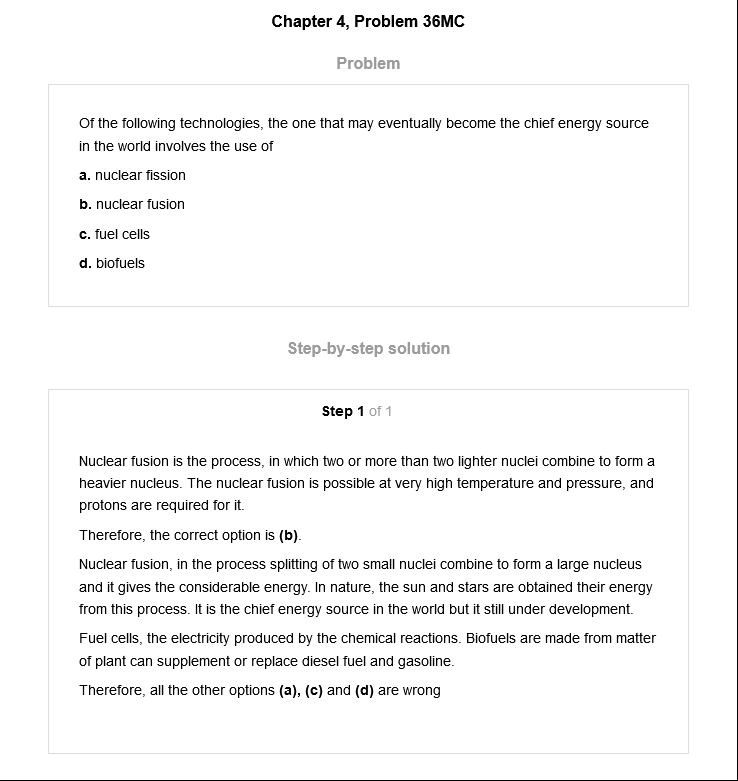 Chapter 4, Problem 36MC
Problem
Of the following technologies, the one that may eventually become the chief energy source
in the world involves the use of
a. nuclear fission
b. nuclear fusion
c. fuel cells
d. biofuels
Step-by-step solution
Step 1 of 1
Nuclear fusion is the process, in which two or more than two lighter nuclei combine to form a
heavier nucleus. The nuclear fusion is possible at very high temperature and pressure, and
protons are required for it.
Therefore, the correct option is (b).
Nuclear fusion, in the process splitting of two small nuclei combine to form a large nucleus
and it gives the considerable energy. In nature, the sun and stars are obtained their energy
from this process. It is the chief energy source in the world but it still under development.
Fuel cells, the electricity produced by the chemical reactions. Biofuels are made from matter
of plant can supplement or replace diesel fuel and gasoline.
Therefore, all the other options (a), (c) and (d) are wrong